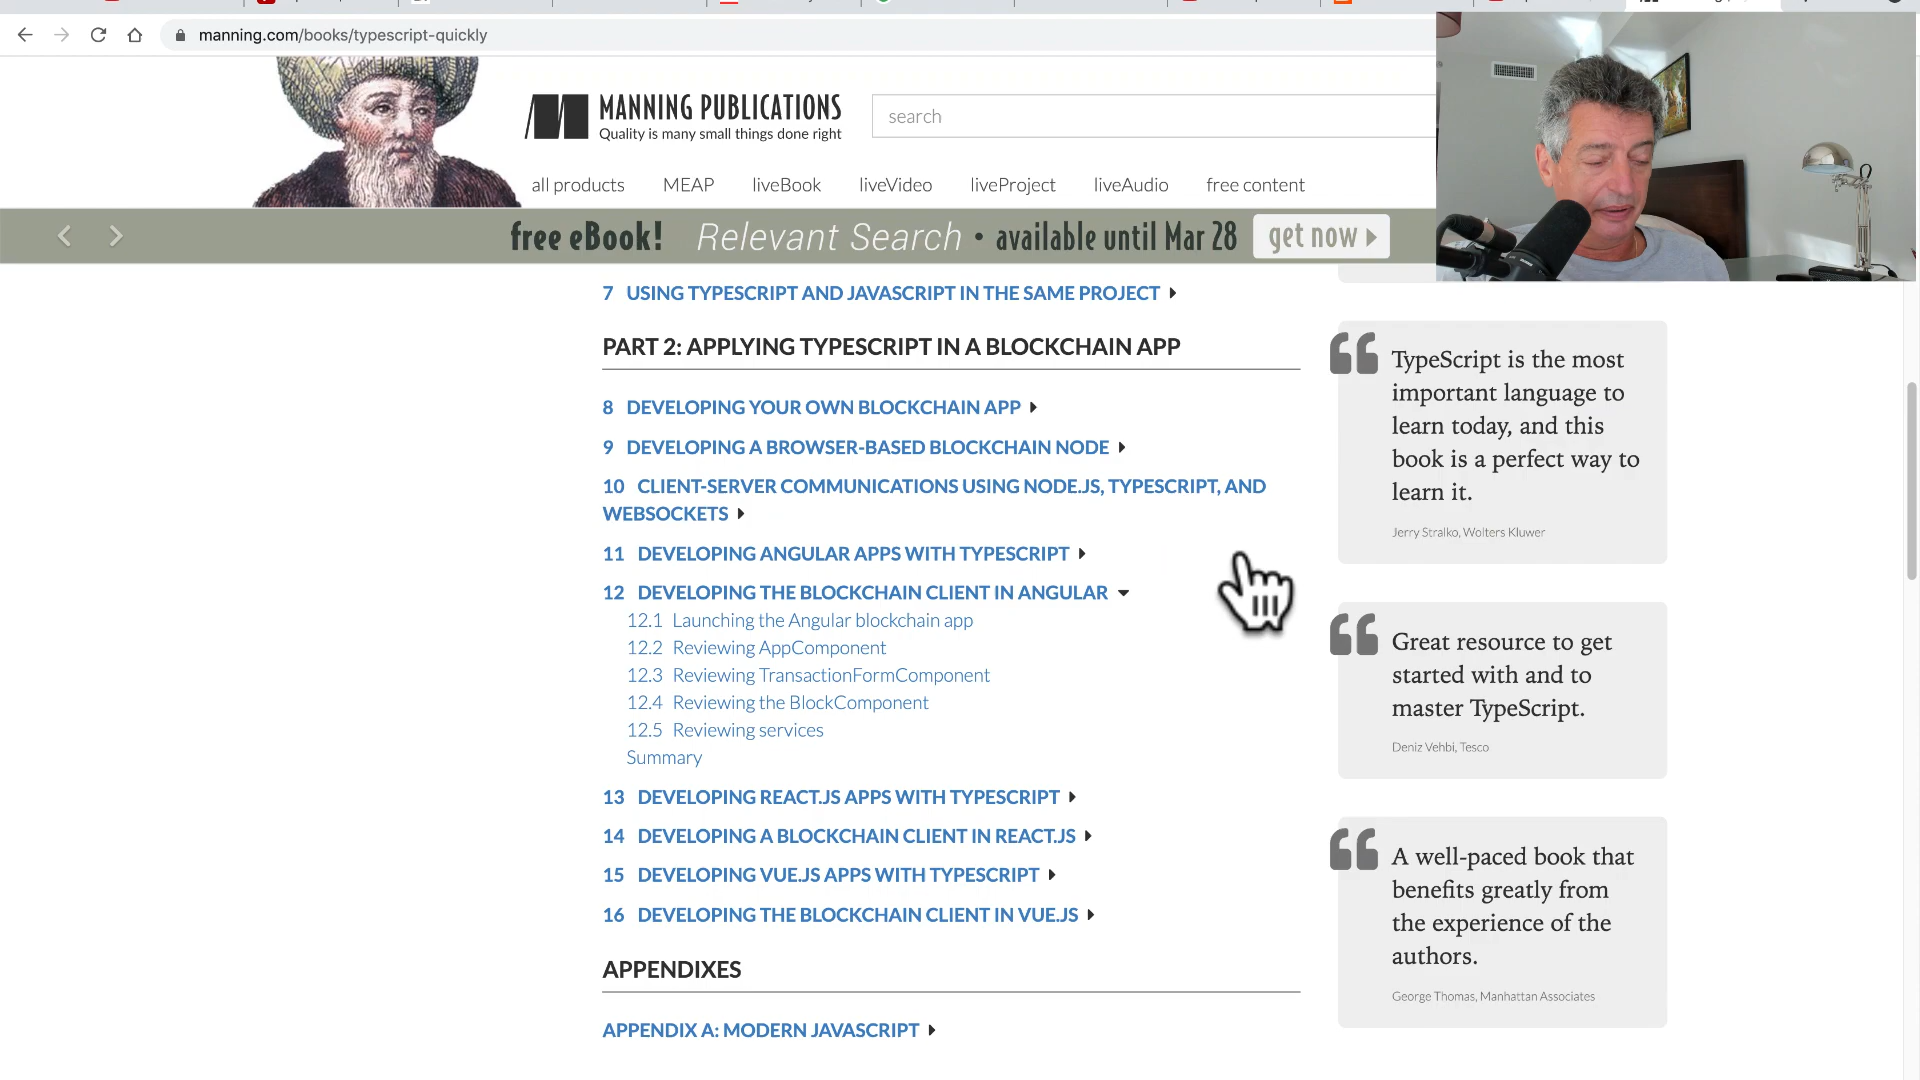 manning.com/books/typescript-quickly
MANNING PUBLICATIONS
Quality is many small things done right
search
all products MEAP liveBook liveVideo liveProject liveAudio free content
free eBook! Relevant Search • available until Mar 28 get now
7 USING TYPESCRIPT AND JAVASCRIPT IN THE SAME PROJECT
PART 2: APPLYING TYPESCRIPT IN A BLOCKCHAIN APP
8 DEVELOPING YOUR OWN BLOCKCHAIN APP
9 DEVELOPING A BROWSER-BASED BLOCKCHAIN NODE
10 CLIENT-SERVER COMMUNICATIONS USING NODE.JS, TYPESCRIPT, AND
WEBSOCKETS
11 DEVELOPING ANGULAR APPS WITH TYPESCRIPT
12 DEVELOPING THE BLOCKCHAIN CLIENT IN ANGULAR
12.1 Launching the Angular blockchain app
12.2 Reviewing AppComponent
12.3 Reviewing TransactionFormComponent
12.4 Reviewing the BlockComponent
12.5 Reviewing services
Summary
13 DEVELOPING REACT.JS APPS WITH TYPESCRIPT
14 DEVELOPING A BLOCKCHAIN CLIENT IN REACT.JS
15 DEVELOPING VUE.JS APPS WITH TYPESCRIPT
16 DEVELOPING THE BLOCKCHAIN CLIENT IN VUE.JS
APPENDIXES
APPENDIX A: MODERN JAVASCRIPT
TypeScript is the most
important language to
learn today, and this
book is a perfect way to
learn it.
Jerry Stralko, Wolters Kluwer
Great resource to get
started with and to
master TypeScript.
Deniz Vehbi, Tesco
A well-paced book that
benefits greatly from
the experience of the
authors.
George Thomas, Manhattan Associates